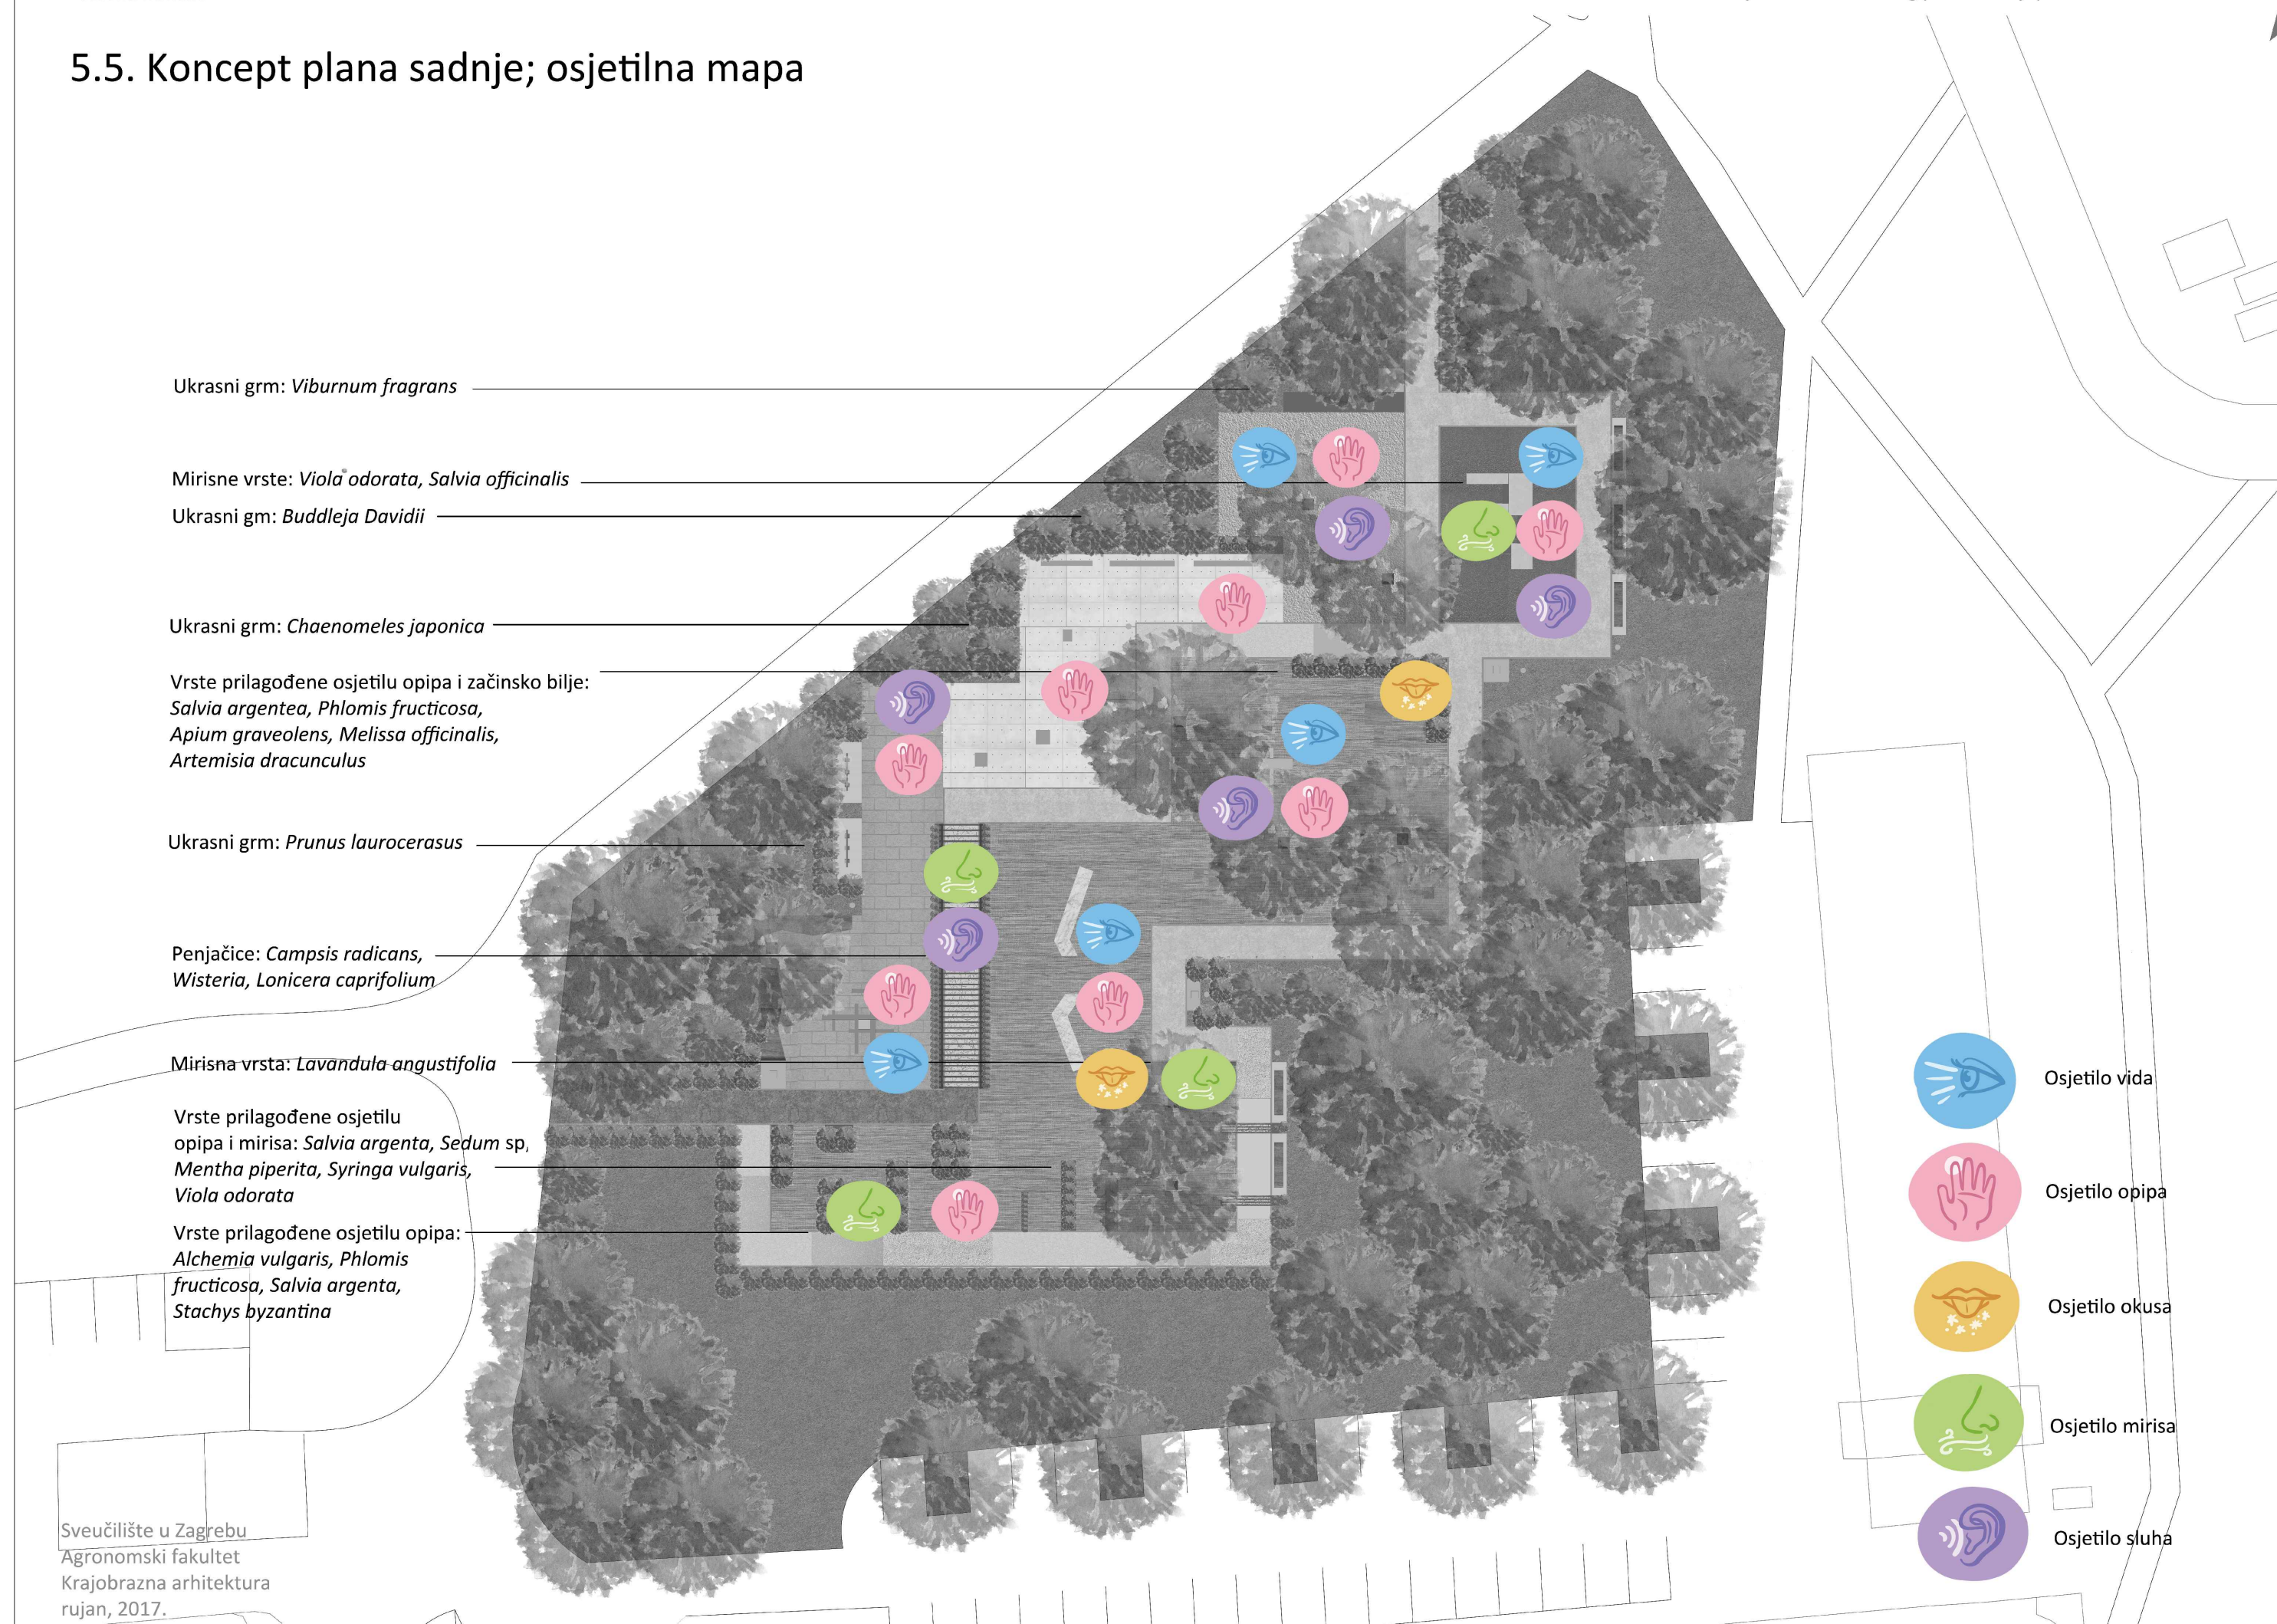 5.5. Koncept plana sadnje; osjetilna mapa
Ukrasni grm: Viburnum fragrans
Mirisne vrste: Viola odorata, Salvia officinalis
Ukrasni gm: Buddleja Davidii
Ukrasni grm: Chaenomeles japonica
Vrste prilagođene osjetilu opipa i začinsko bilje:
Salvia argentea, Phlomis fructicosa,
Apium graveolens, Melissa officinalis,
Artemisia dracunculus
Ukrasni grm: Prunus laurocerasus
Penjačice: Campsis radicans,
Wisteria, Lonicera caprifolium
Mirisna vrsta: Lavandula angustifolia
Vrste prilagođene osjetilu
opipa i mirisa: Salvia argenta, Sedum sp,
Mentha piperita, Syringa vulgaris,
Viola odorata
Vrste prilagođene osjetilu opipa:
Alchemia vulgaris, Phlomis
fructicosa, Salvia argenta,
Stachys byzantina
Osjetilo vida
Osjetilo opipa
Osjetilo okusa
Osjetilo mirisa
Osjetilo sluha
Sveučilište u Zagrebu
Agronomski fakultet
Krajobrazna arhitektura
rujan, 2017.